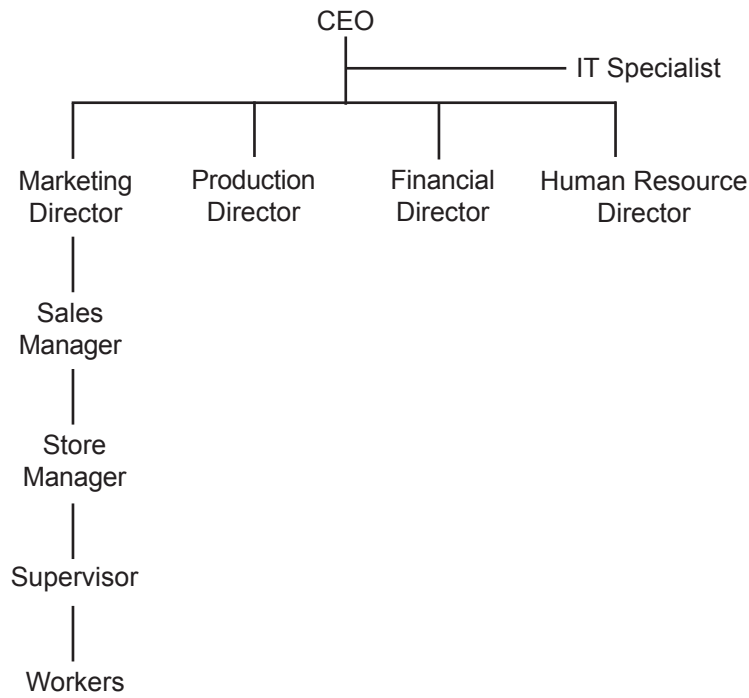 CEO
IT Specialist
Marketing
Director
Production
Director
Financial
Director
Human Resource
Director
Sales
Manager
Store
Manager
Supervisor
Workers